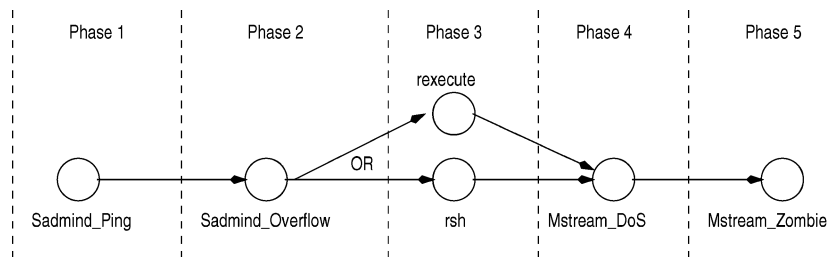 Phase 1
Phase 2
Phase 3
Phase 4
Phase 5
rexecute
OR
Sadmind_Ping
Sadmind_Overflow
rsh
Mstream_DoS
Mstream_Zombie